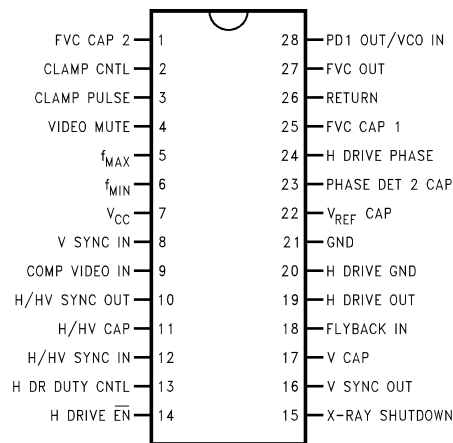 FVC CAP 2 1 28 PD1 OUT/VCO IN
CLAMP CNTL 2 27 FVC OUT
CLAMP PULSE 3 26 RETURN
VIDEO MUTE 4 25 FVC CAP 1
fMAX 5 24 H DRIVE PHASE
fMIN 6 23 PHASE DET 2 CAP
VCC 7 22 VREF CAP
V SYNC IN 8 21 GND
COMP VIDEO IN 9 20 H DRIVE GND
H/HV SYNC OUT 10 19 H DRIVE OUT
H/HV CAP 11 18 FLYBACK IN
H/HV SYNC IN 12 17 V CAP
H DR DUTY CNTL 13 16 V SYNC OUT
H DRIVE E̅N̅ 14 15 X-RAY SHUTDOWN